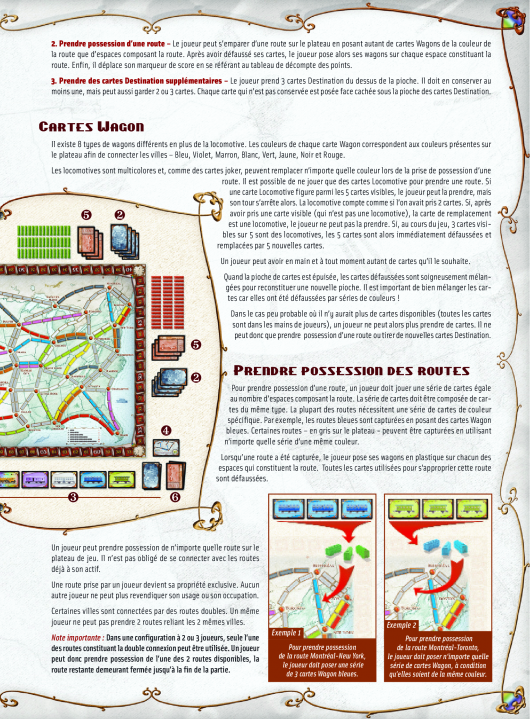 2. Prendre possession d'une route – Le joueur peut s'emparer d'une route sur le plateau en posant autant de cartes Wagons de la couleur de
la route que d'espaces composant la route. Après avoir défaussé ses cartes, le joueur pose alors ses wagons sur chaque espace constituant la
route. Enfin, il déplace son marqueur de score en se référant au tableau de décompte des points.
3. Prendre des cartes Destination supplémentaires – Le joueur prend 3 cartes Destination du dessus de la pioche. Il doit en conserver au
moins une, mais peut aussi garder 2 ou 3 cartes. Chaque carte qui n'est pas conservée est posée face cachée sous la pioche des cartes Destination.
Cartes Wagon
Il existe 8 types de wagons différents en plus de la locomotive. Les couleurs de chaque carte Wagon correspondent aux couleurs présentes sur
le plateau afin de connecter les villes – Bleu, Violet, Marron, Blanc, Vert, Jaune, Noir et Rouge.
Les locomotives sont multicolores et, comme des cartes joker, peuvent remplacer n'importe quelle couleur lors de la prise de possession d'une
route. Il est possible de ne jouer que des cartes Locomotive pour prendre une route. Si
une carte Locomotive figure parmi les 5 cartes visibles, le joueur peut la prendre, mais
son tour s'arrête alors. La locomotive compte comme si l'on avait pris 2 cartes. Si, après
avoir pris une carte visible (qui n'est pas une locomotive), la carte de remplacement
est une locomotive, le joueur ne peut pas la prendre. Si, au cours du jeu, 3 cartes visi-
bles sur 5 sont des locomotives, les 5 cartes sont alors immédiatement défaussées et
remplacées par 5 nouvelles cartes.
Un joueur peut avoir en main et à tout moment autant de cartes qu'il le souhaite.
Quand la pioche de cartes est épuisée, les cartes défaussées sont soigneusement mélan-
gées pour reconstituer une nouvelle pioche. Il est important de bien mélanger les car-
tes car elles ont été défaussées par séries de couleurs !
Dans le cas peu probable où il n'y aurait plus de cartes disponibles (toutes les cartes
sont dans les mains de joueurs), un joueur ne peut alors plus prendre de cartes. Il ne
peut donc que prendre possession d'une route ou tirer de nouvelles cartes Destination.
5 2
5
2
4
3 6
Prendre possession des routes
Pour prendre possession d'une route, un joueur doit jouer une série de cartes égale
au nombre d'espaces composant la route. La série de cartes doit être composée de car-
tes du même type. La plupart des routes nécessitent une série de cartes de couleur
spécifique. Par exemple, les routes bleues sont capturées en posant des cartes Wagon
bleues. Certaines routes – en gris sur le plateau – peuvent être capturées en utilisant
n'importe quelle série d'une même couleur.
Lorsqu'une route a été capturée, le joueur pose ses wagons en plastique sur chacun des
espaces qui constituent la route. Toutes les cartes utilisées pour s'approprier cette route
sont défaussées.
Un joueur peut prendre possession de n'importe quelle route sur le
plateau de jeu. Il n'est pas obligé de se connecter avec les routes
déjà à son actif.
Une route prise par un joueur devient sa propriété exclusive. Aucun
autre joueur ne peut plus revendiquer son usage ou son occupation.
Certaines villes sont connectées par des routes doubles. Un même
joueur ne peut pas prendre 2 routes reliant les 2 mêmes villes.
Note importante : Dans une configuration à 2 ou 3 joueurs, seule l'une
des routes constituant la double connexion peut être utilisée. Un joueur
peut donc prendre possession de l'une des 2 routes disponibles, la
route restante demeurant fermée jusqu'à la fin de la partie.
Exemple 1
Pour prendre possession
de la route Montréal-New York,
le joueur doit poser une série
de 3 cartes Wagon bleues.
Exemple 2
Pour prendre possession
de la route Montréal-Toronto,
le joueur doit poser n'importe quelle
série de cartes Wagon, à condition
qu'elles soient de la même couleur.